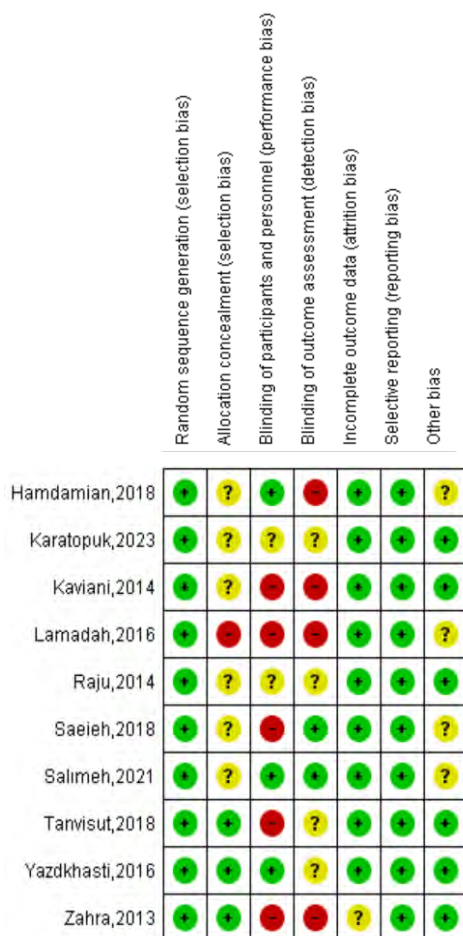 Random sequence generation (selection bias)
Allocation concealment (selection bias)
Blinding of participants and personnel (performance bias)
Blinding of outcome assessment (detection bias)
Incomplete outcome data (attrition bias)
Selective reporting (reporting bias)
Other bias
Hamdamian,2018 + ? + - + + ?
Karatopuk,2023 + ? ? ? + + +
Kaviani,2014 + ? - - + + +
Lamadah,2016 + - - - + + ?
Raju,2014 + ? ? ? + + +
Saeieh,2018 + ? - + + + ?
Salimeh,2021 + ? + + + + ?
Tanvisut,2018 + + - ? + + +
Yazdkhasti,2016 + + + ? + + +
Zahra,2013 + + - - ? + +